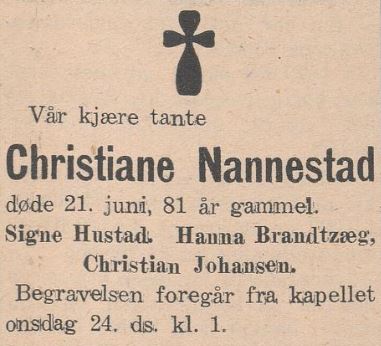 Vår kjære tante
Christiane Nannestad
døde 21. juni, 81 år gammel.
Signe Hustad. Hanna Brandtzæg,
Christian Johansen.
Begravelsen foregår fra kapellet
onsdag 24. ds. kl. 1.